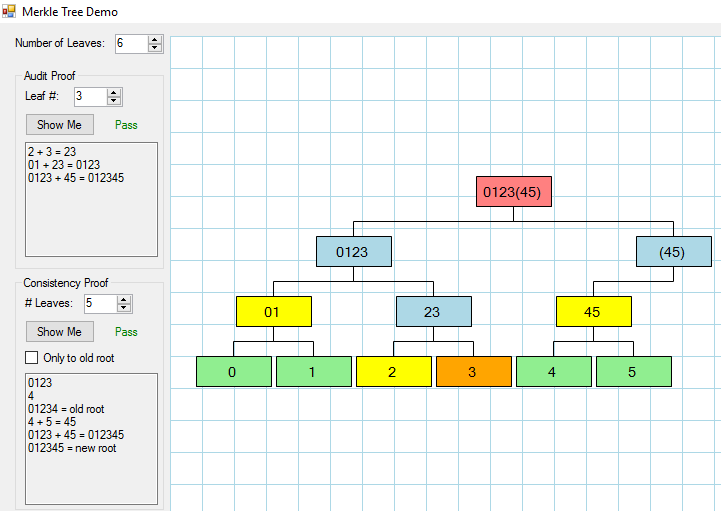 Merkle Tree Demo
Number of Leaves: 6
Audit Proof
Leaf #: 3
Show Me Pass
2 + 3 = 23
01 + 23 = 0123
0123 + 45 = 012345
Consistency Proof
# Leaves: 5
Show Me Pass
Only to old root
0123
4
01234 = old root
4 + 5 = 45
0123 + 45 = 012345
012345 = new root
0123(45)
0123 (45)
01 23 45
0 1 2 3 4 5